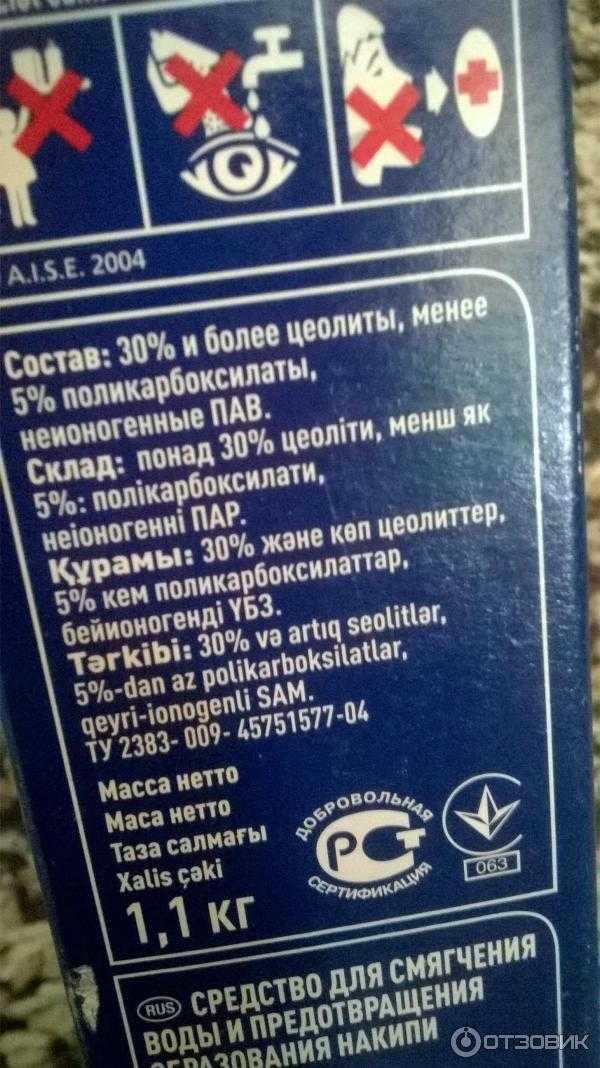 A.I.S.E. 2004
Состав: 30% и более цеолиты, менее
5% поликарбоксилаты,
неионогенные ПАВ.
Склад: понад 30% цеоліти, менш як
5%: полікарбоксилати,
неіоногенні ПАР.
Құрамы: 30% және көп цеолиттер,
5% кем поликарбоксилаттар,
бейионогенді ҮБЗ.
Tərkibi: 30% və artıq seolitlər,
5%-dan az polikarboksilatlar,
qeyri-ionogenli SAM.
ТУ 2383- 009- 45751577-04
Масса нетто
Маса нетто
Таза салмағы
Xalis çəki
1,1 кг
ДОБРОВОЛЬНАЯ
РСТ
СЕРТИФИКАЦИЯ
063
RUS СРЕДСТВО ДЛЯ СМЯГЧЕНИЯ
ВОДЫ И ПРЕДОТВРАЩЕНИЯ
ОБРАЗОВАНИЯ НАКИПИ
ОТЗОВИК